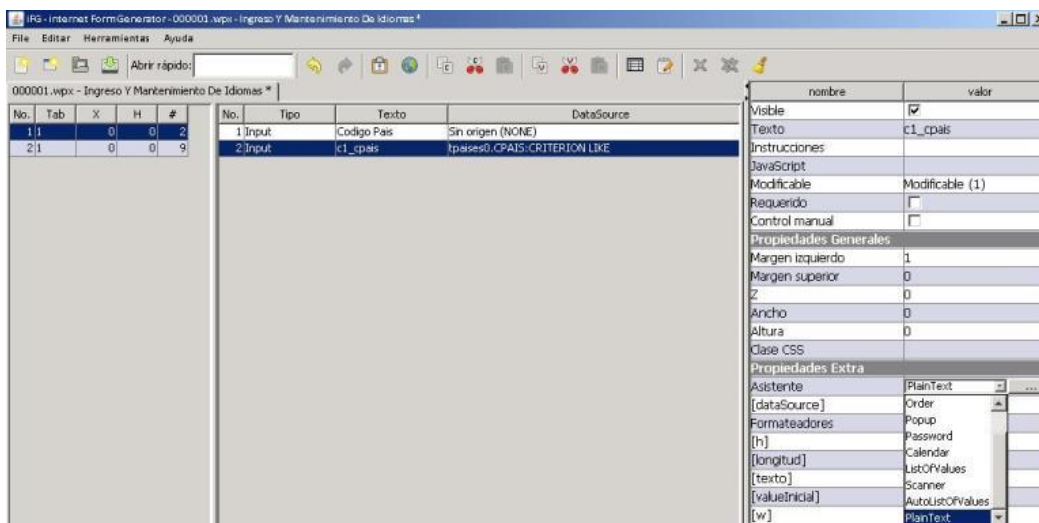 iFG - internet FormGenerator - 000001.wpx - Ingreso Y Mantenimiento De Idiomas *
File Editar Herramientas Ayuda
Abrir rápido:
000001.wpx - Ingreso Y Mantenimiento De Idiomas *
No. Tab X H #
1 1 0 0 2
2 1 0 0 9
No. Tipo Texto DataSource
1 Input Codigo Pais Sin origen (NONE)
2 Input c1_cpais tpaises0.CPAIS:CRITERION LIKE
nombre valor
Visible
Texto c1_cpais
Instrucciones
JavaScript
Modificable Modificable (1)
Requerido
Control manual
Propiedades Generales
Margen izquierdo 1
Margen superior 0
Z 0
Ancho 0
Altura 0
Clase CSS
Propiedades Extra
Asistente PlainText ...
[dataSource] Order
Formateadores Popup
[h] Password
[longitud] Calendar
[texto] ListOfValues
[valueInicial] Scanner
[w] AutoListOfValues
PlainText